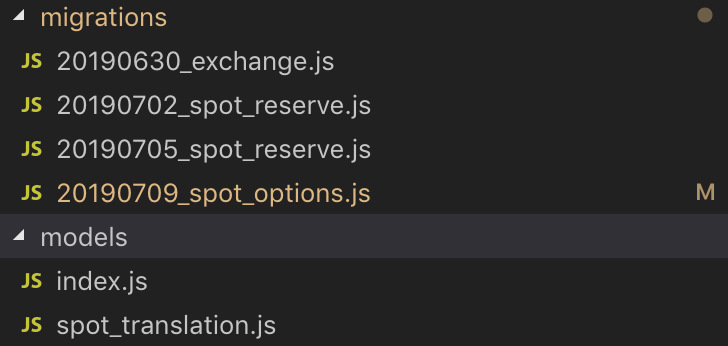 migrations
JS 20190630_exchange.js
JS 20190702_spot_reserve.js
JS 20190705_spot_reserve.js
JS 20190709_spot_options.js M
models
JS index.js
JS spot_translation.js